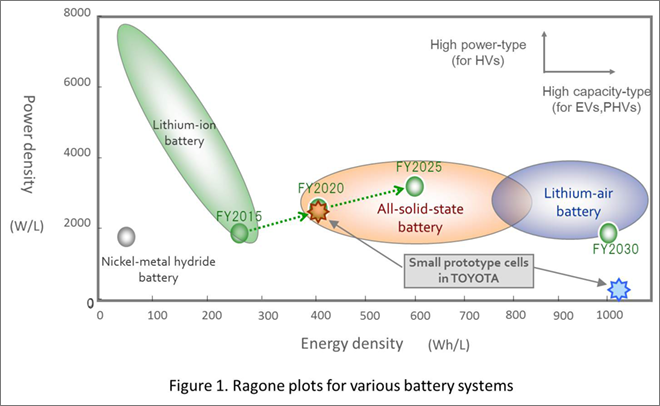 8000
6000
4000
2000
0
Power density
(W/L)
High power-type
(for HVs)
High capacity-type
(for EVs,PHVs)
Lithium-ion
battery
FY2015
FY2020
FY2025
All-solid-state
battery
Lithium-air
battery
FY2030
Nickel-metal hydride
battery
Small prototype cells
in TOYOTA
0
100
200
300
400
500
600
700
800
900
1000
Energy density (Wh/L)
Figure 1. Ragone plots for various battery systems